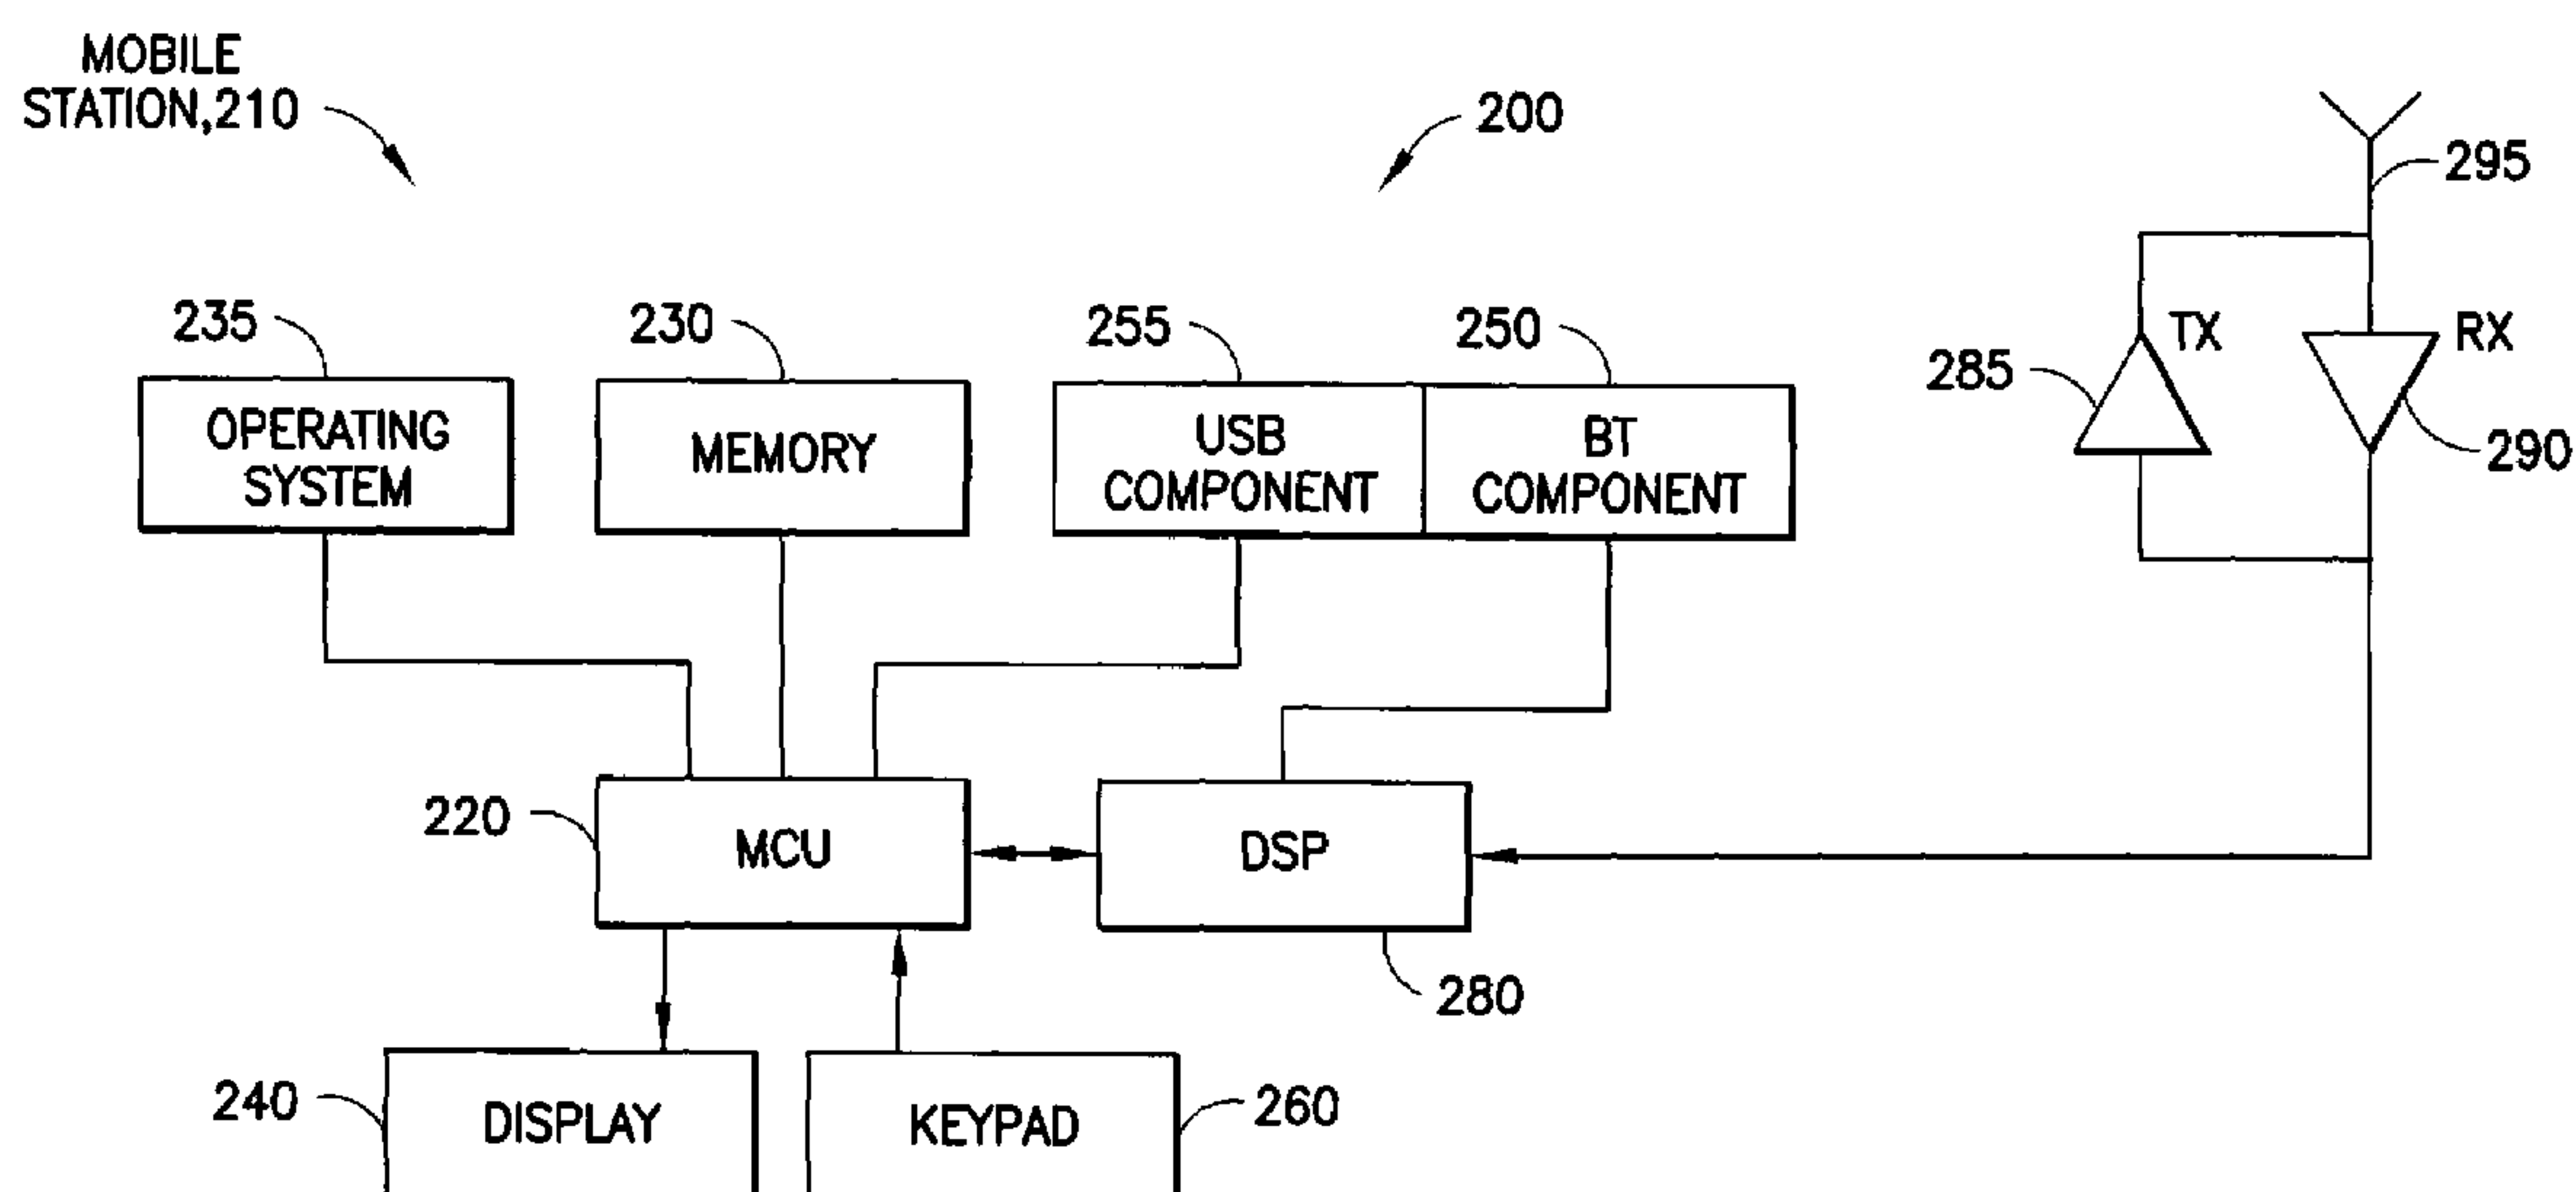 MOBILE
STATION,210
200
295
235
230
255
250
TX
RX
285
290
OPERATING
SYSTEM
MEMORY
USB
COMPONENT
BT
COMPONENT
220
MCU
DSP
280
240
DISPLAY
KEYPAD
260